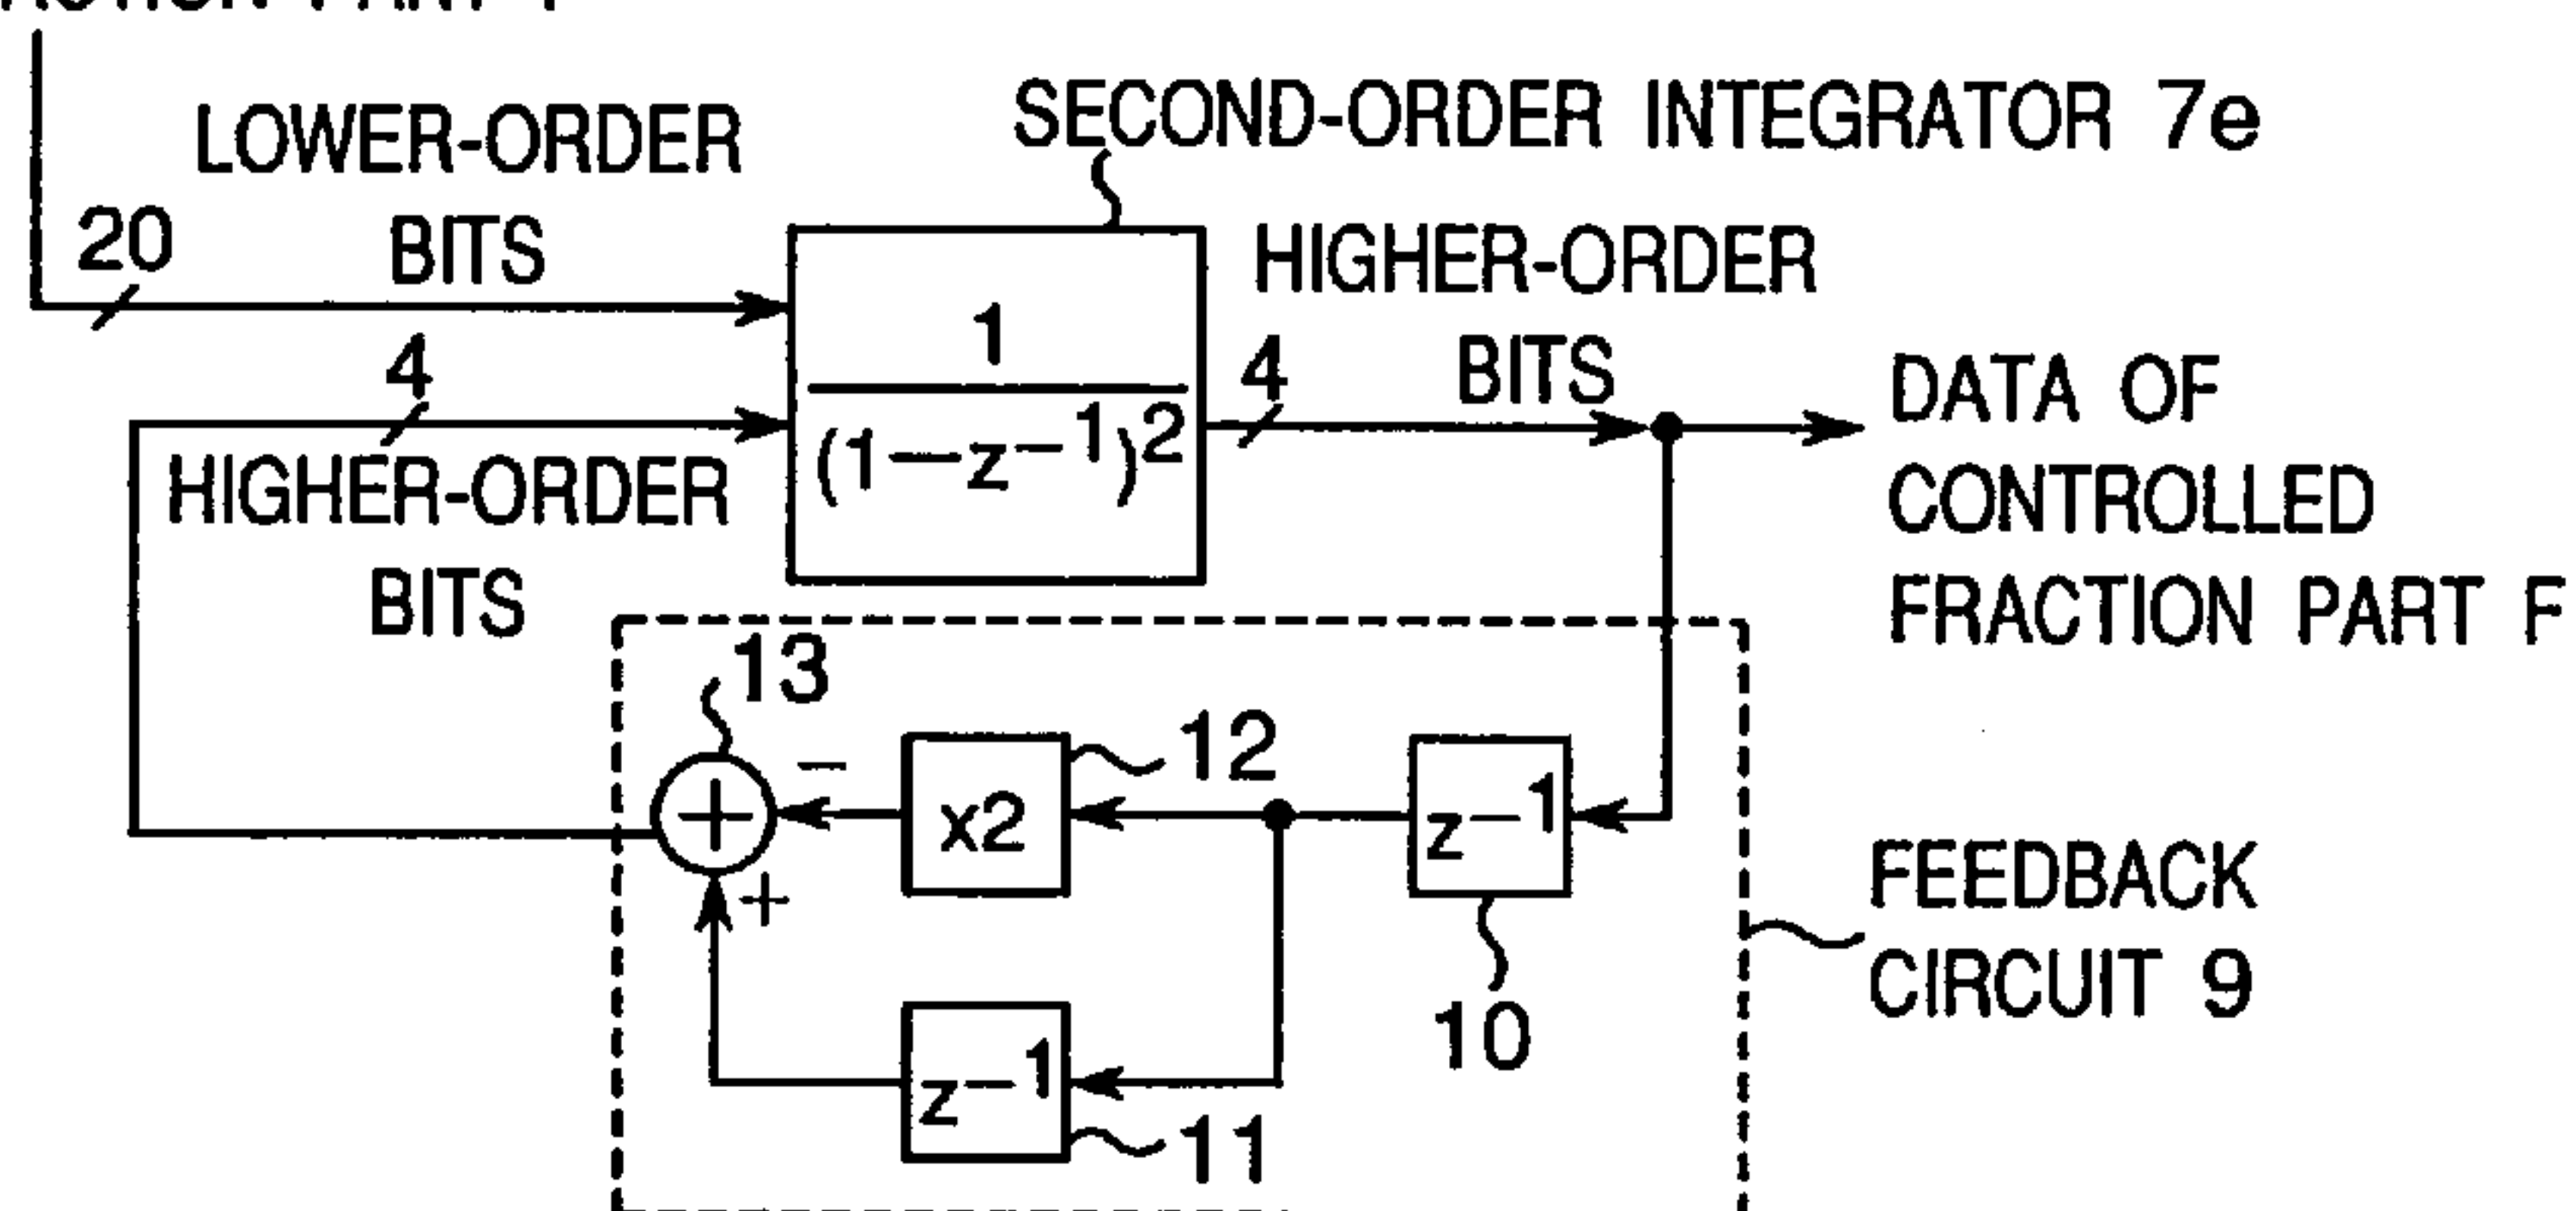 SECOND-ORDER INTEGRATOR 7e
LOWER-ORDER
BITS
20
4
HIGHER-ORDER
BITS
1
(1−z−1)2
HIGHER-ORDER
BITS
4
DATA OF
CONTROLLED
FRACTION PART F
13
−
+
+
x2
12
z−1
10
z−1
11
FEEDBACK
CIRCUIT 9